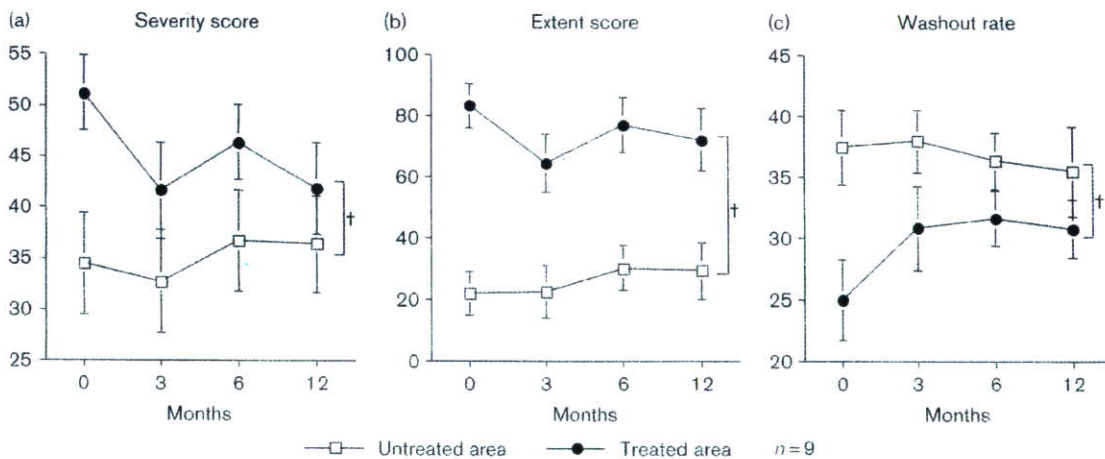 (a) Severity score
55
50
45
40
35
30
25
0 3 6 12
Months
†
(b) Extent score
100
80
60
40
20
0
0 3 6 12
Months
†
(c) Washout rate
45
40
35
30
25
20
0 3 6 12
Months
†
Untreated area Treated area n=9